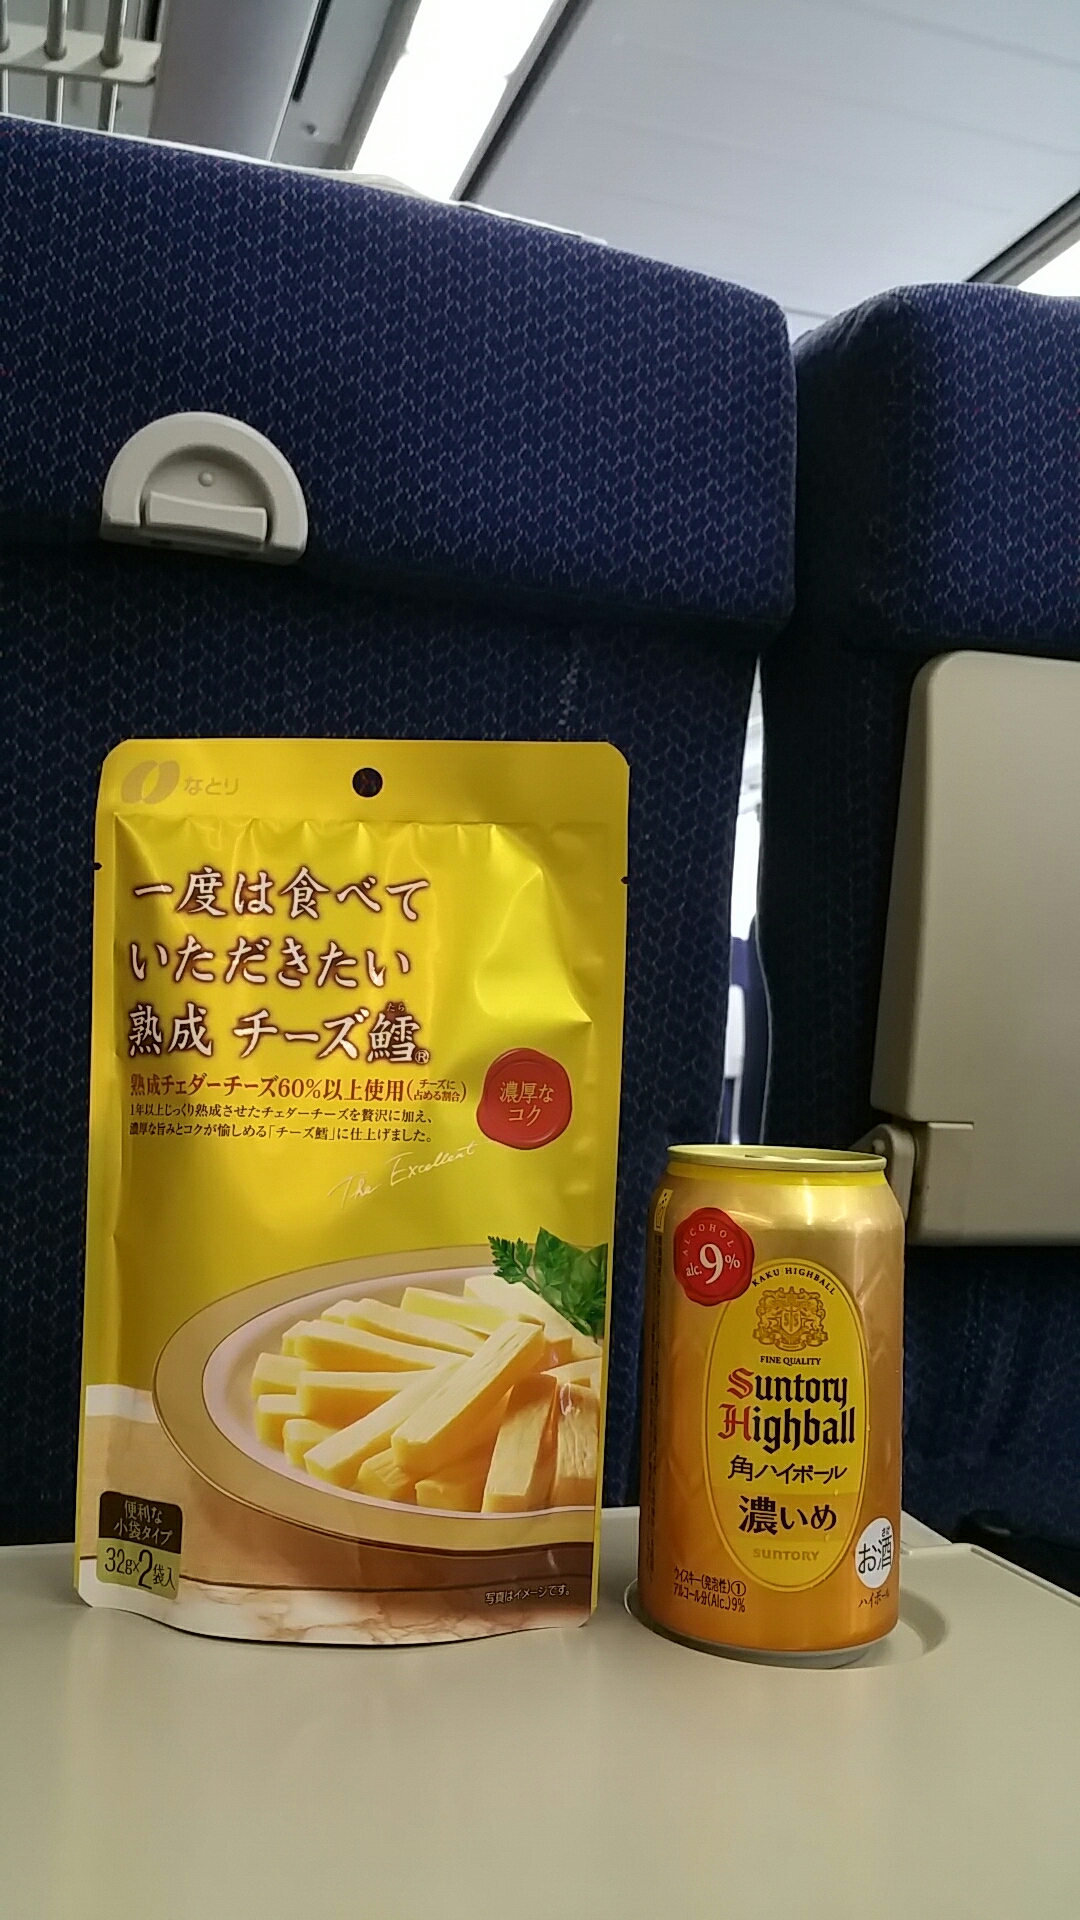 なとり
一度は食べて
いただきたい
熟成 チーズ鱈®
たら
熟成チェダーチーズ60%以上使用(チーズに占める割合)
1年以上じっくり熟成させたチェダーチーズを贅沢に加え、
濃厚な旨みとコクが愉しめる「チーズ鱈」に仕上げました。
濃厚な
コク
The Excellent
便利な
小袋タイプ
32g×2袋入
写真はイメージです。
ALCOHOL
alc.9%
KAKU HIGHBALL
FINE QUALITY
Suntory
Highball
角ハイボール
濃いめ
SUNTORY
ウイスキー(発泡性)①
アルコール分(Alc.)9%
さけ
お酒
ハイボール